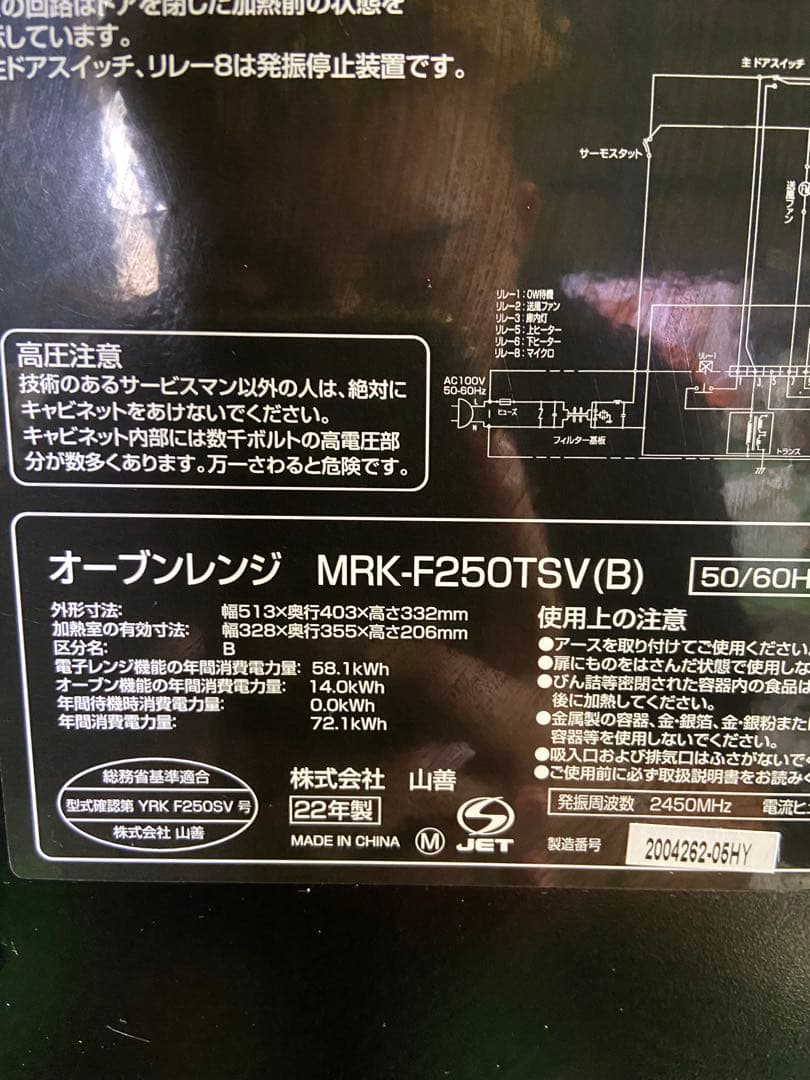 の回路はドアを閉じた加熱前の状態を
しています。
主ドアスイッチ、リレー8は発振停止装置です。
主ドアスイッチ
サーモスタット
送風ファン
リレー1:OW待機
リレー2:送風ファン
リレー3:庫内灯
リレー5:上ヒーター
リレー6:下ヒーター
リレー8:マイクロ
リレー1
AC100V
50-60Hz
ヒューズ
フィルター基板
トランス
高圧注意
技術のあるサービスマン以外の人は、絶対に
キャビネットをあけないでください。
キャビネット内部には数千ボルトの高電圧部
分が数多くあります。万一さわると危険です。
オーブンレンジ MRK-F250TSV(B) 50/60H
外形寸法: 幅513×奥行403×高さ332mm
加熱室の有効寸法: 幅328×奥行355×高さ206mm
区分名: B
電子レンジ機能の年間消費電力量: 58.1kWh
オーブン機能の年間消費電力量: 14.0kWh
年間待機時消費電力量: 0.0kWh
年間消費電力量: 72.1kWh
使用上の注意
●アースを取り付けてご使用ください。
●扉にものをはさんだ状態で使用しな
●びん詰等密閉された容器内の食品は
後に加熱してください。
●金属製の容器、金・銀箔、金・銀粉また
容器等を使用しないでください。
●吸入口および排気口はふさがないで
●ご使用前に必ず取扱説明書をお読み
総務省基準適合
型式確認第 YRK F250SV 号
株式会社 山善
株式会社 山善
22年製
MADE IN CHINA
M
JET
発振周波数 2450MHz 電流ヒ
製造番号 2004262-05HY